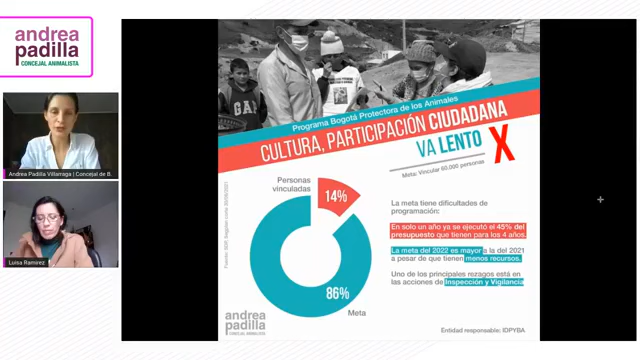 andrea
padilla
CONCEJAL ANIMALISTA
Andrea Padilla Villarraga | Concejal de B.
Luisa Ramirez
GAP
Programa Bogotá Protectora de los Animales
CULTURA, PARTICIPACIÓN CIUDADANA
VA LENTO X
Meta: Vincular 65.000 personas
Personas
vinculadas
14%
86%
Meta
La meta tiene dificultades de
programación:
En solo un año ya se ejecutó el 45% del
presupuesto que tienen para los 4 años.
La meta del 2022 es mayor a la del 2021
a pesar de que tienen menos recursos.
Uno de los principales rezagos está en
las acciones de Inspección y Vigilancia
andrea
padilla
CONCEJAL ANIMALISTA
Entidad responsable: IDPYBA